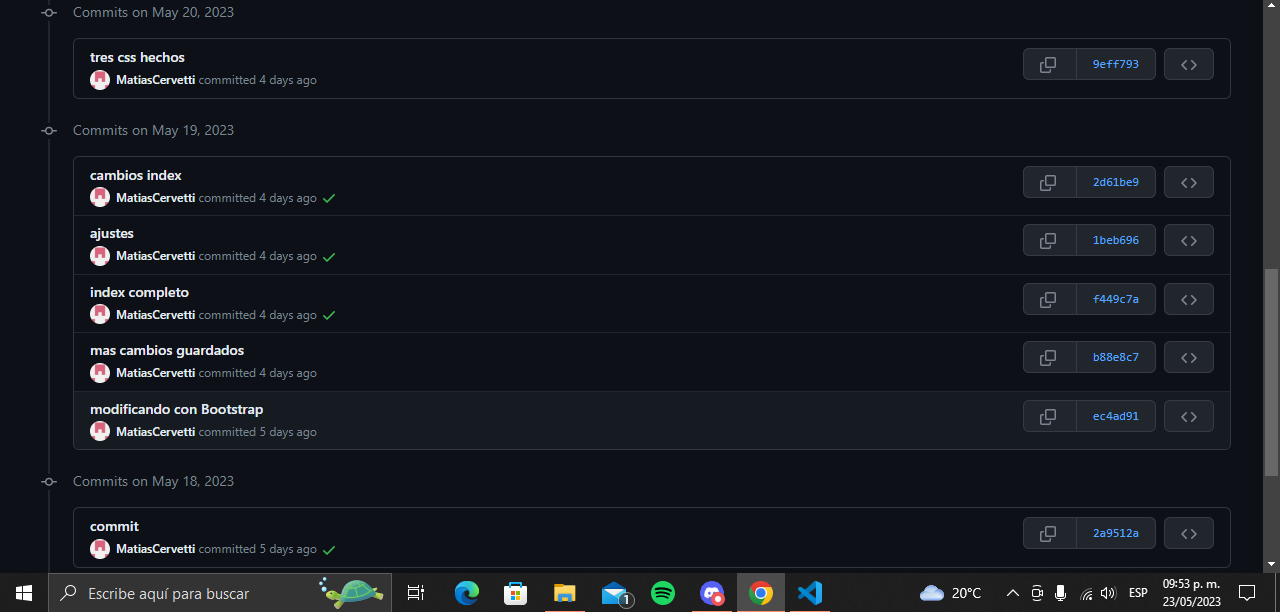 Commits on May 20, 2023
tres css hechos
9eff793
MatiasCervetti committed 4 days ago
Commits on May 19, 2023
cambios index
2d61be9
MatiasCervetti committed 4 days ago
ajustes
1beb696
MatiasCervetti committed 4 days ago
index completo
f449c7a
MatiasCervetti committed 4 days ago
mas cambios guardados
b88e8c7
MatiasCervetti committed 4 days ago
modificando con Bootstrap
ec4ad91
MatiasCervetti committed 5 days ago
Commits on May 18, 2023
commit
2a9512a
MatiasCervetti committed 5 days ago
Escribe aquí para buscar
1
20°C
ESP
09:53 p. m.
23/05/2023